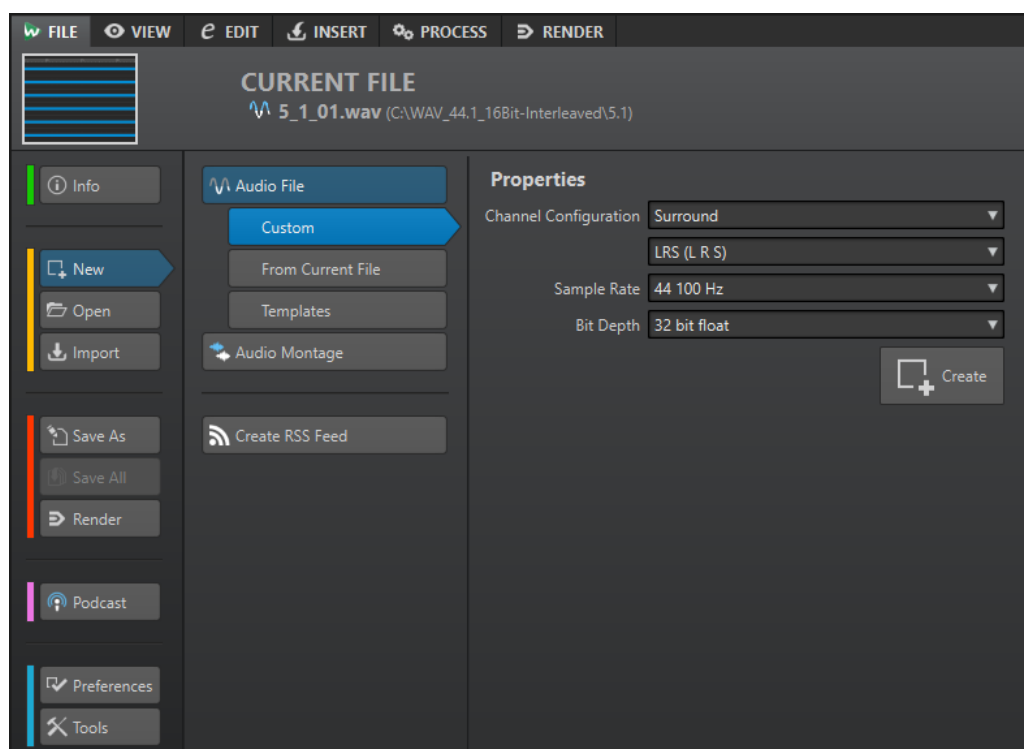 FILE VIEW EDIT INSERT PROCESS RENDER
CURRENT FILE
5_1_01.wav (C:\WAV_44.1_16Bit-Interleaved\5.1)
Info
New
Open
Import
Save As
Save All
Render
Podcast
Preferences
Tools
Audio File
Custom
From Current File
Templates
Audio Montage
Create RSS Feed
Properties
Channel Configuration Surround
LRS (L R S)
Sample Rate 44 100 Hz
Bit Depth 32 bit float
Create